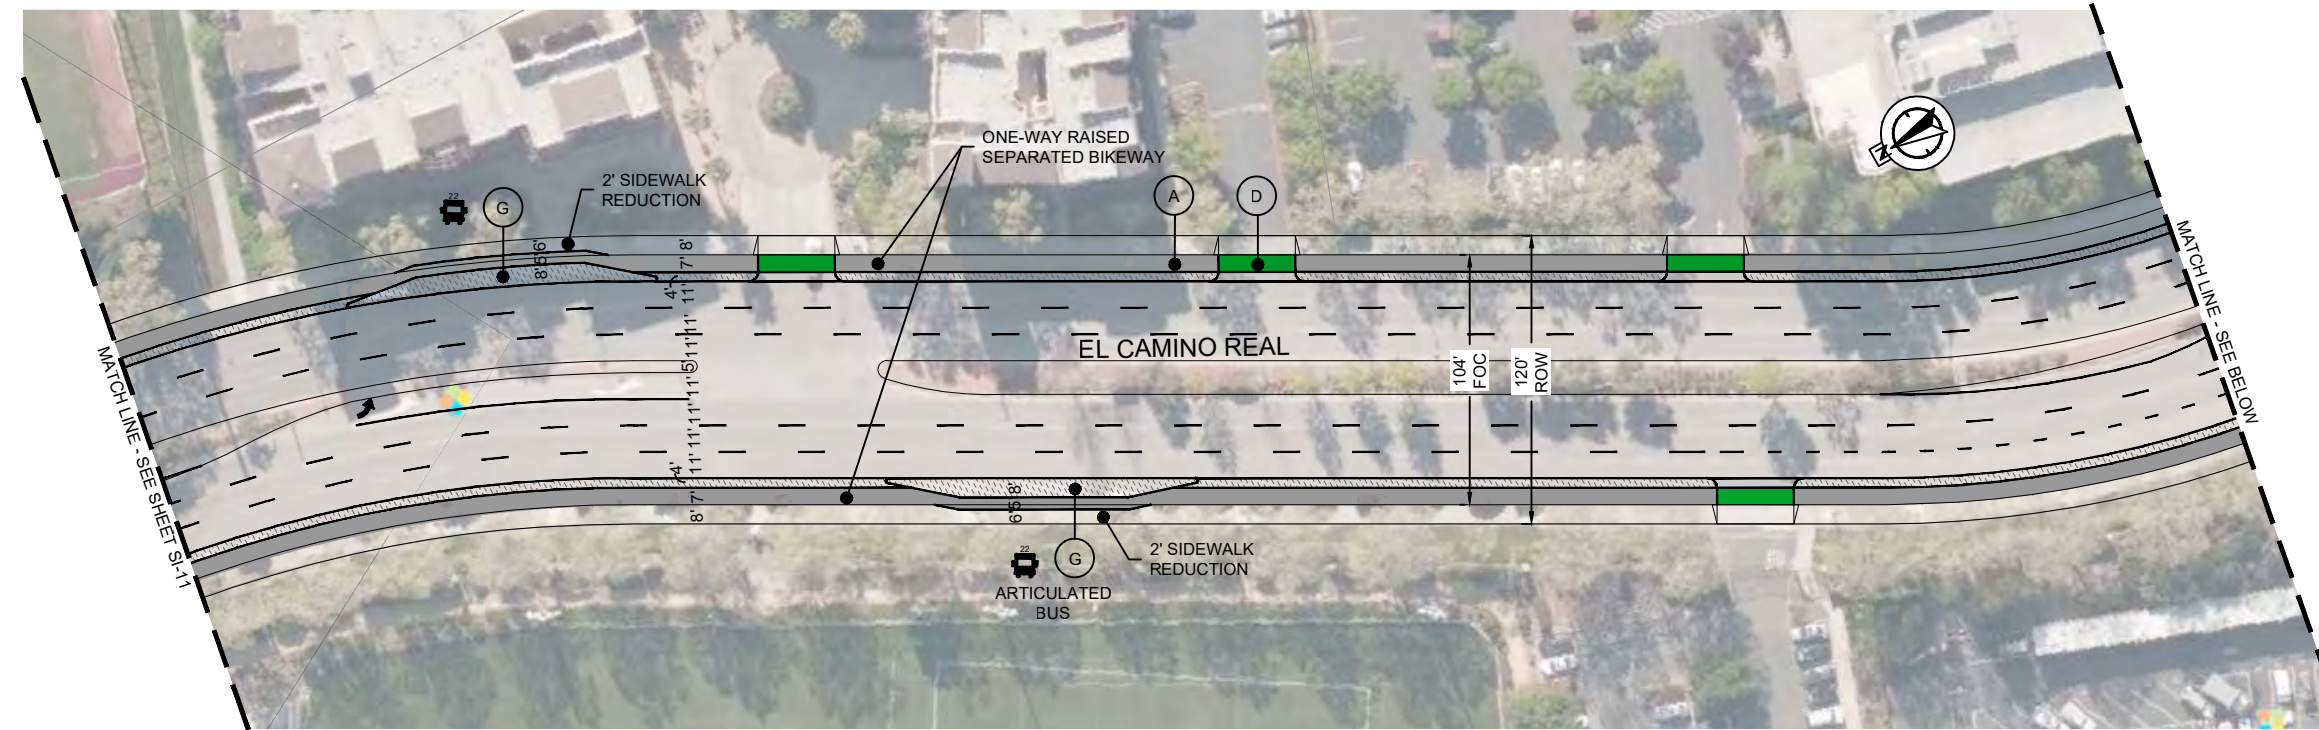 ONE-WAY RAISED
SEPARATED BIKEWAY
2' SIDEWALK
REDUCTION
22
G
A
D
N
6'
5'
8'
8'
7'
4'
11'
11'
11'
5'
11'
11'
11'
11'
4'
7'
8'
EL CAMINO REAL
104'
FOC
120'
ROW
MATCH LINE - SEE SHEET SI-11
MATCH LINE - SEE BELOW
8'
5'
6'
22
G
ARTICULATED
BUS
2' SIDEWALK
REDUCTION